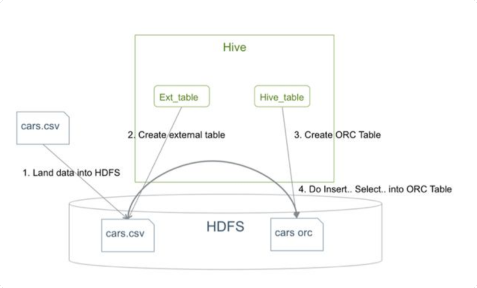 Hive
Ext_table
Hive_table
cars.csv
2. Create external table
3. Create ORC Table
1. Land data into HDFS
4. Do Insert.. Select.. into ORC Table
HDFS
cars.csv
cars orc